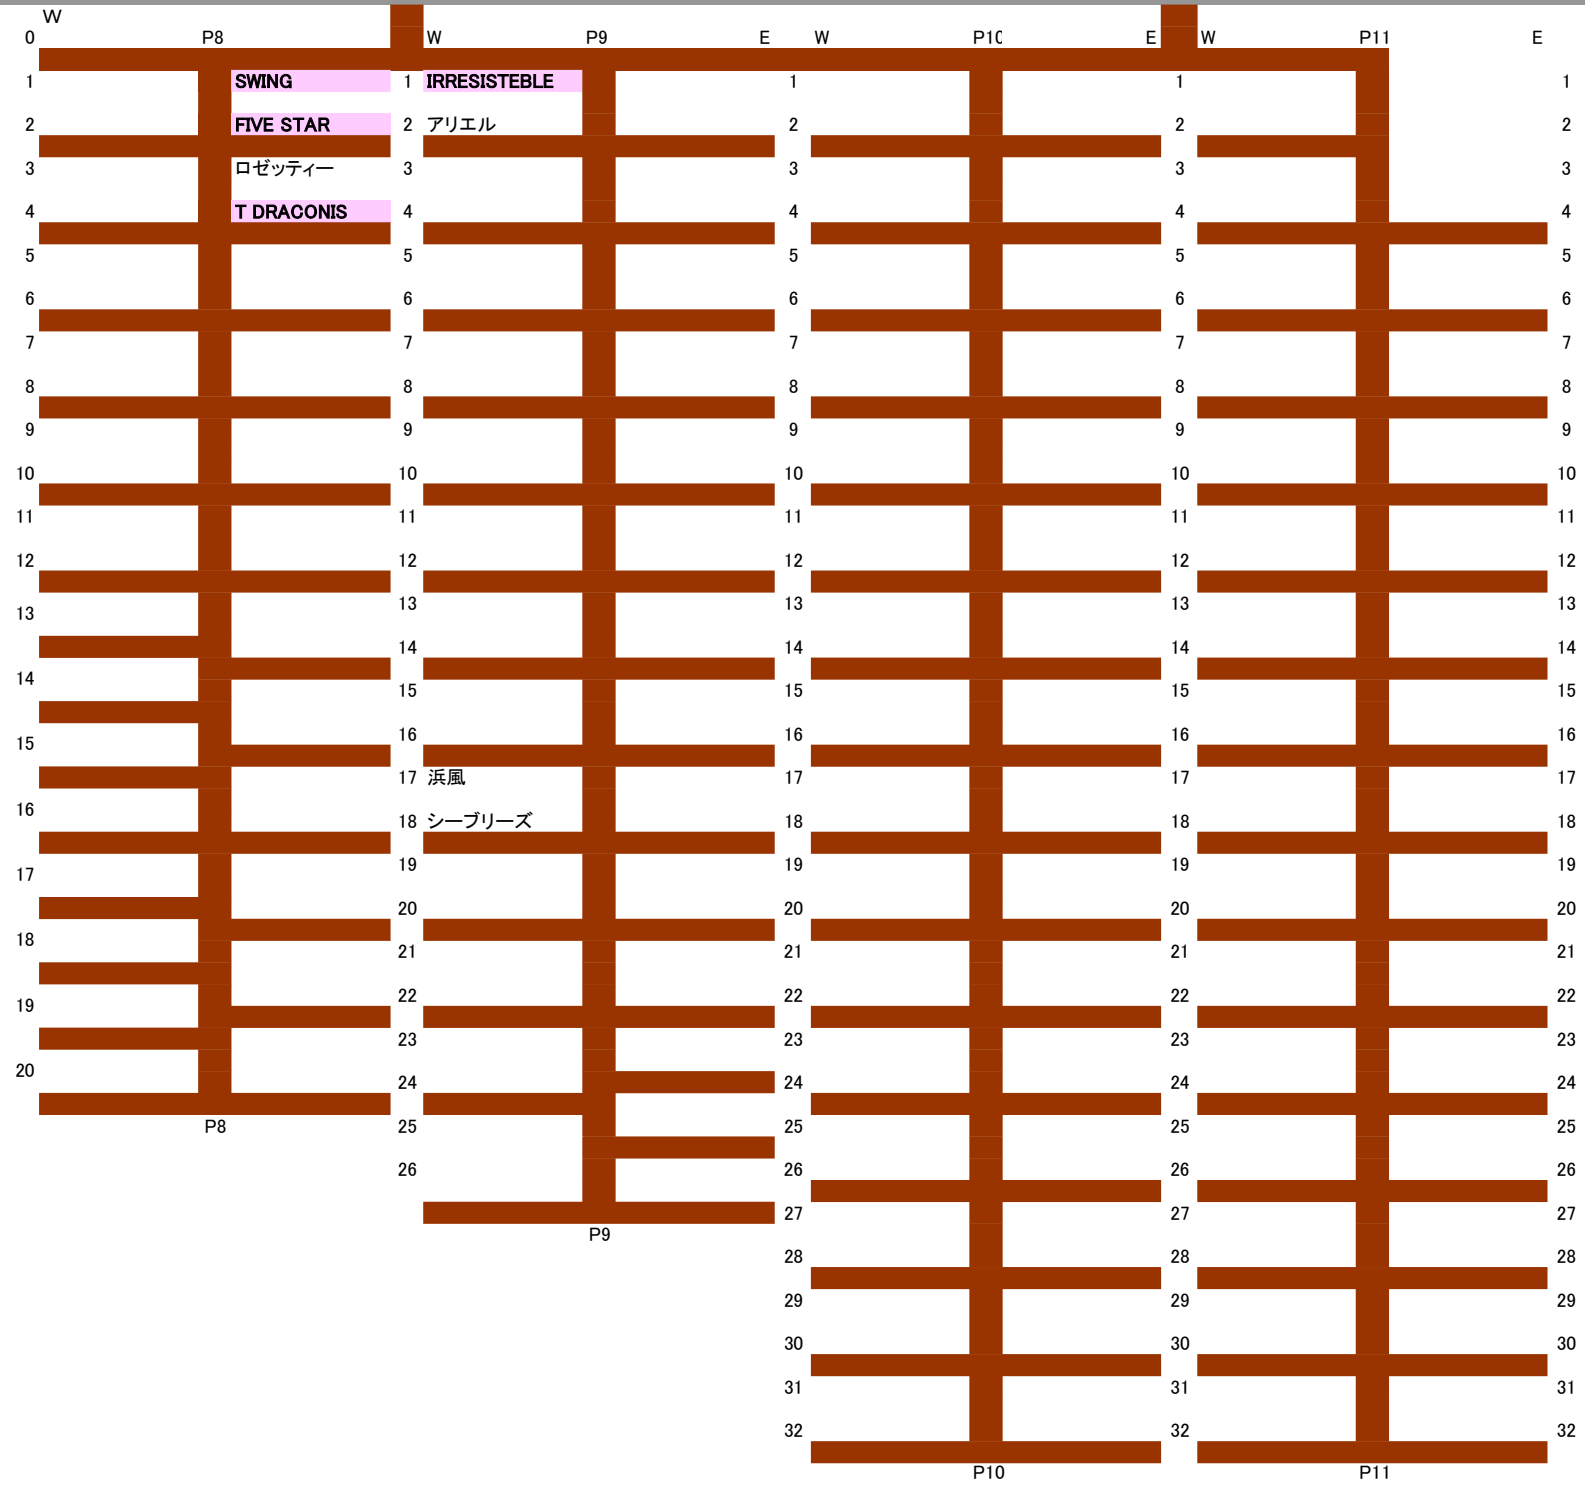 W
0 P8 W P9 E W P10 E W P11 E
1 SWING 1 IRRESISTEBLE 1 1 1
2 FIVE STAR 2 アリエル 2 2 2
3 ロゼッティー 3 3 3 3
4 T DRACONIS 4 4 4 4
5 5 5 5 5
6 6 6 6 6
7 7 7 7 7
8 8 8 8 8
9 9 9 9 9
10 10 10 10 10
11 11 11 11 11
12 12 12 12 12
13 13 13 13 13
14 14 14 14
14
15 15 15 15
15 16 16 16 16
17 浜風 17 17 17
16 18 シーブリーズ 18 18 18
17 19 19 19 19
20 20 20 20
18 21 21 21 21
19 22 22 22 22
23 23 23 23
20 24 24 24 24
P8 25 25 25 25
26 26 26 26
27 27 27
P9
28 28 28
29 29 29
30 30 30
31 31 31
32 32 32
P10 P11